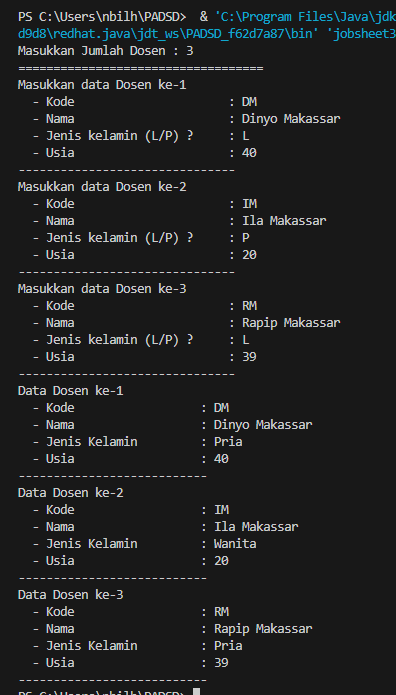 PS C:\Users\nbilh\PADSD>  & 'C:\Program Files\Java\jdk
d9d8\redhat.java\jdt_ws\PADSD_f62d7a87\bin' 'jobsheet3
Masukkan Jumlah Dosen : 3
==================================
Masukkan data Dosen ke-1
  - Kode                      : DM
  - Nama                      : Dinyo Makassar
  - Jenis kelamin (L/P) ?     : L
  - Usia                      : 40
------------------------------
Masukkan data Dosen ke-2
  - Kode                      : IM
  - Nama                      : Ila Makassar
  - Jenis kelamin (L/P) ?     : P
  - Usia                      : 20
------------------------------
Masukkan data Dosen ke-3
  - Kode                      : RM
  - Nama                      : Rapip Makassar
  - Jenis kelamin (L/P) ?     : L
  - Usia                      : 39
------------------------------
Data Dosen ke-1
  - Kode                  : DM
  - Nama                  : Dinyo Makassar
  - Jenis Kelamin         : Pria
  - Usia                  : 40
--------------------------
Data Dosen ke-2
  - Kode                  : IM
  - Nama                  : Ila Makassar
  - Jenis Kelamin         : Wanita
  - Usia                  : 20
--------------------------
Data Dosen ke-3
  - Kode                  : RM
  - Nama                  : Rapip Makassar
  - Jenis Kelamin         : Pria
  - Usia                  : 39
--------------------------
PS C:\Users\nbilh\PADSD>